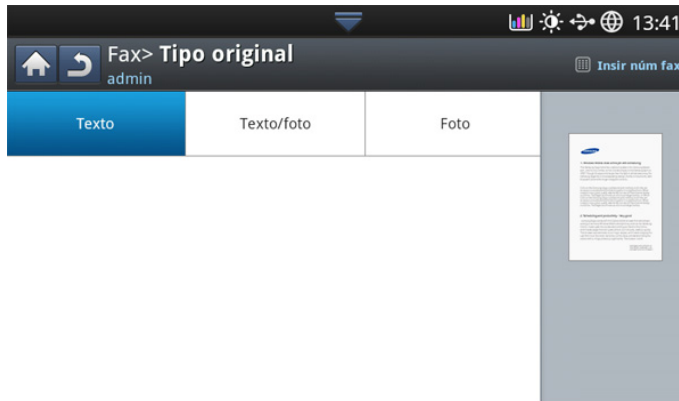 13:41
Fax> Tipo original
admin
Insir núm fax
Texto
Texto/foto
Foto